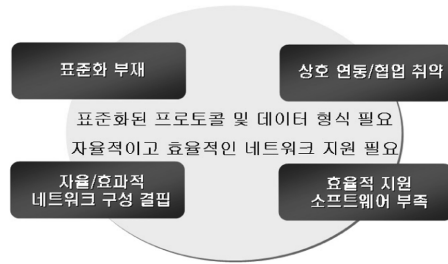 표준화 부재
상호 연동/협업 취약
표준화된 프로토콜 및 데이터 형식 필요
자율적이고 효율적인 네트워크 지원 필요
자율/효과적
네트워크 구성 결핍
효율적 지원
소프트웨어 부족